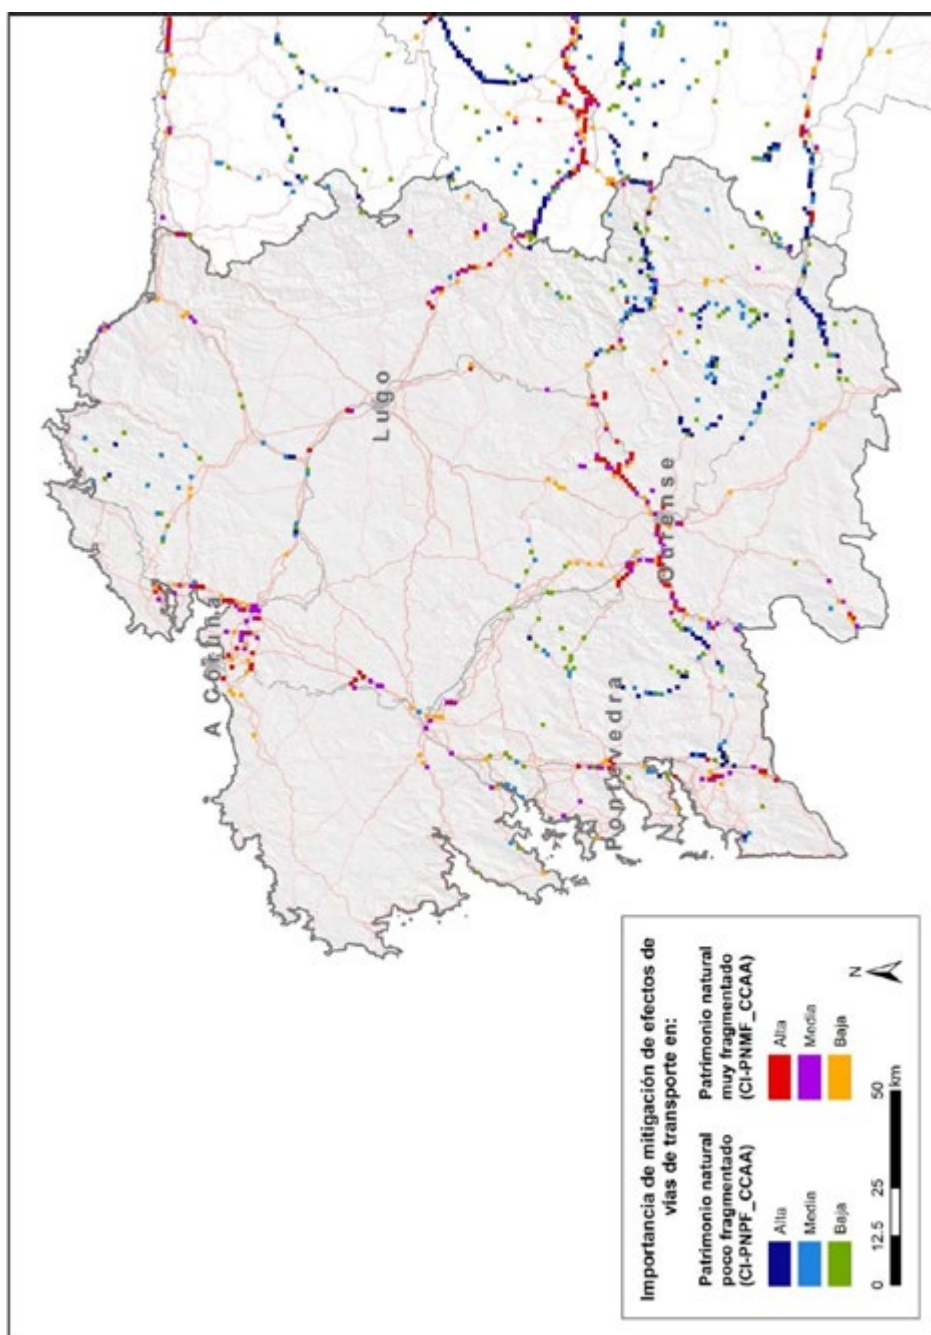 A Coruña
Lugo
Pontevedra
Ourense
Importancia de mitigación de efectos de
vías de transporte en:
Patrimonio natural
poco fragmentado
(CI-PNPF_CCAA)
Alta
Media
Baja
Patrimonio natural
muy fragmentado
(CI-PNMF_CCAA)
Alta
Media
Baja
0 12.5 25 50
km
N